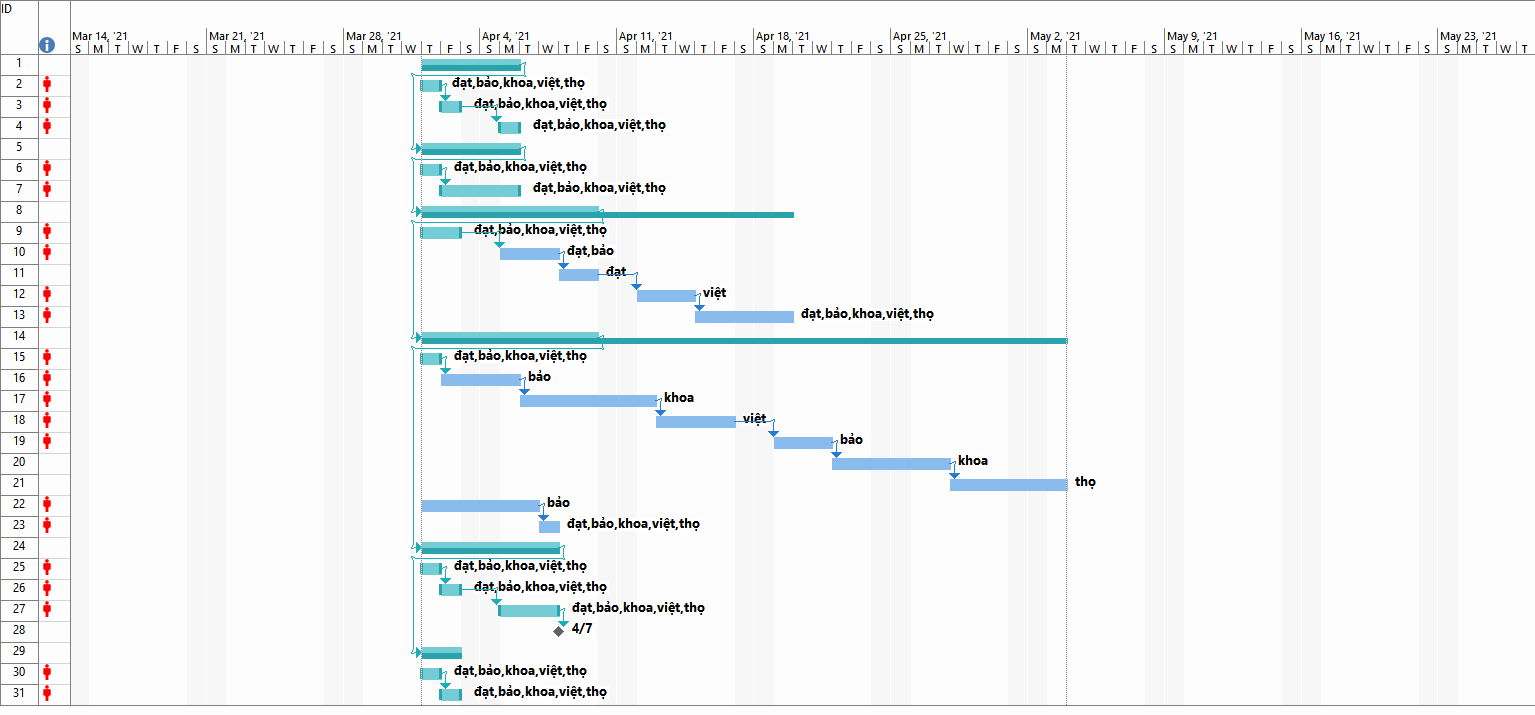 ID
Mar 14, '21 Mar 21, '21 Mar 28, '21 Apr 4, '21 Apr 11, '21 Apr 18, '21 Apr 25, '21 May 2, '21 May 9, '21 May 16, '21 May 23, '21
S M T W T F S S M T W T F S S M T W T F S S M T W T F S S M T W T F S S M T W T F S S M T W T F S S M T W T F S S M T W T F S S M T W T F S S M T W T
1
2 đạt,bảo,khoa,việt,thọ
3 đạt,bảo,khoa,việt,thọ
4 đạt,bảo,khoa,việt,thọ
5
6 đạt,bảo,khoa,việt,thọ
7 đạt,bảo,khoa,việt,thọ
8
9 đạt,bảo,khoa,việt,thọ
10 đạt,bảo
11 đạt
12 việt
13 đạt,bảo,khoa,việt,thọ
14
15 đạt,bảo,khoa,việt,thọ
16 bảo
17 khoa
18 việt
19 bảo
20 khoa
21 thọ
22 bảo
23 đạt,bảo,khoa,việt,thọ
24
25 đạt,bảo,khoa,việt,thọ
26 đạt,bảo,khoa,việt,thọ
27 đạt,bảo,khoa,việt,thọ
28 4/7
29
30 đạt,bảo,khoa,việt,thọ
31 đạt,bảo,khoa,việt,thọ